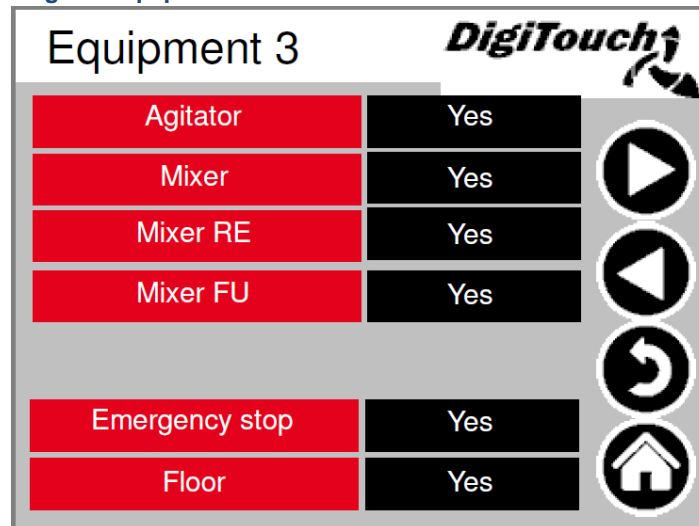 Equipment 3
DigiTouch
Agitator Yes
Mixer Yes
Mixer RE Yes
Mixer FU Yes
Emergency stop Yes
Floor Yes